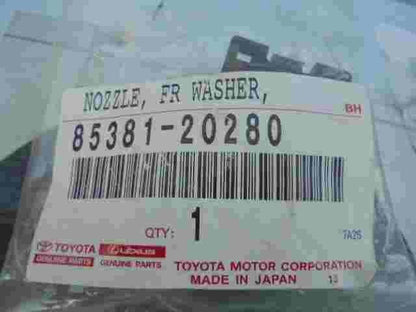 NOZZLE, FR WASHER,
BH
85381-20280
QTY: 1
7A25
TOYOTA LEXUS
GENUINE PARTS GENUINE PARTS
TOYOTA MOTOR CORPORATION
MADE IN JAPAN 13